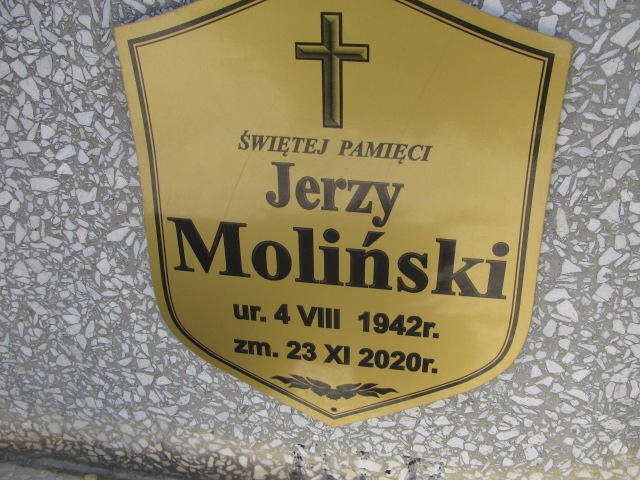 ŚWIĘTEJ PAMIĘCI
Jerzy
Moliński
ur. 4 VIII 1942r.
zm. 23 XI 2020r.